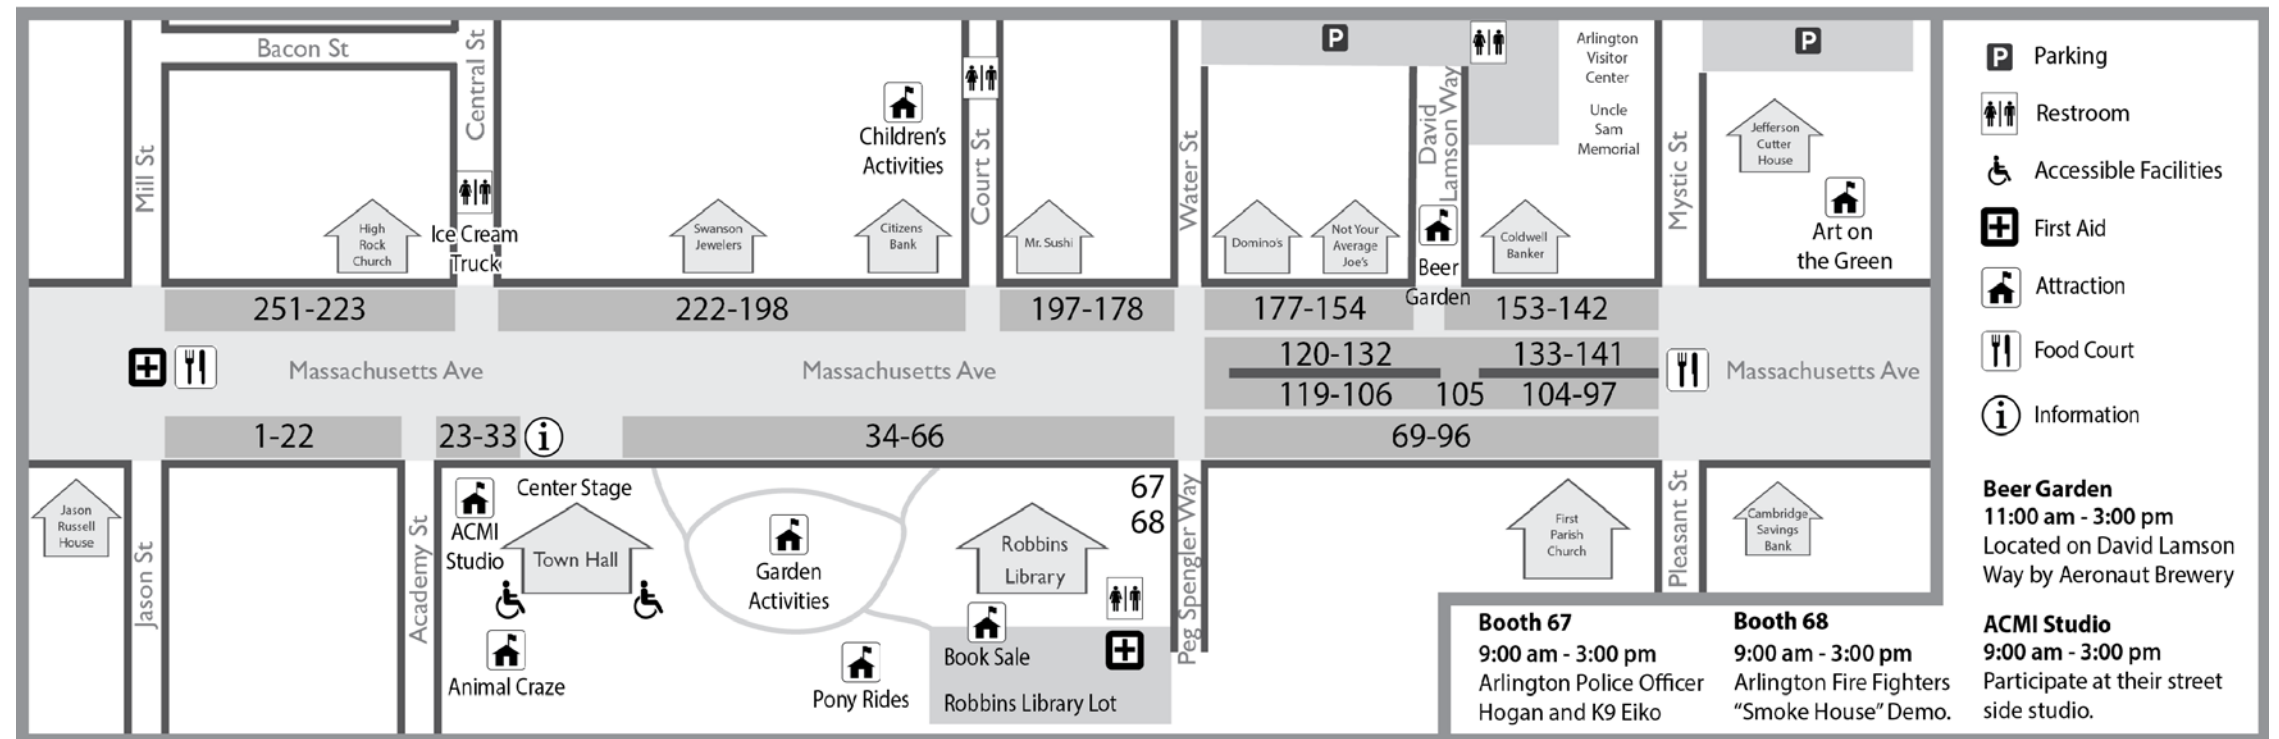 Bacon St
Central St
Mill St
High
Rock
Church
Ice Cream
Truck
Swanson
Jewelers
Children's
Activities
Citizens
Bank
Court St
Mr. Sushi
Water St
P
Domino's
Not Your
Average
Joe's
David
Lamson Way
Beer
Garden
Coldwell
Banker
Arlington
Visitor
Center
Uncle
Sam
Memorial
Mystic St
P
Jefferson
Cutter
House
Art on
the Green
251-223
222-198
197-178
177-154
153-142
Massachusetts Ave
Massachusetts Ave
120-132
133-141
119-106
105
104-97
Massachusetts Ave
1-22
23-33
i
34-66
69-96
Jason
Russell
House
Jason St
Academy St
ACMI
Studio
Center Stage
Town Hall
Animal Craze
Garden
Activities
Pony Rides
Robbins
Library
67
68
Book Sale
Robbins Library Lot
Peg Spengler Way
First
Parish
Church
Pleasant St
Cambridge
Savings
Bank
P Parking
Restroom
Accessible Facilities
First Aid
Attraction
Food Court
i Information
Beer Garden
11:00 am - 3:00 pm
Located on David Lamson
Way by Aeronaut Brewery
ACMI Studio
9:00 am - 3:00 pm
Participate at their street
side studio.
Booth 67
9:00 am - 3:00 pm
Arlington Police Officer
Hogan and K9 Eiko
Booth 68
9:00 am - 3:00 pm
Arlington Fire Fighters
"Smoke House" Demo.